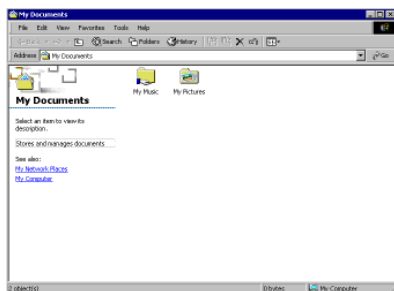 My Documents
File Edit View Favorites Tools Help
Search Folders History
Address My Documents Go
My Documents
Select an item to view its
description.
Stores and manages documents
See also:
My Network Places
My Computer
My Music My Pictures
2 object(s) 0 bytes My Computer